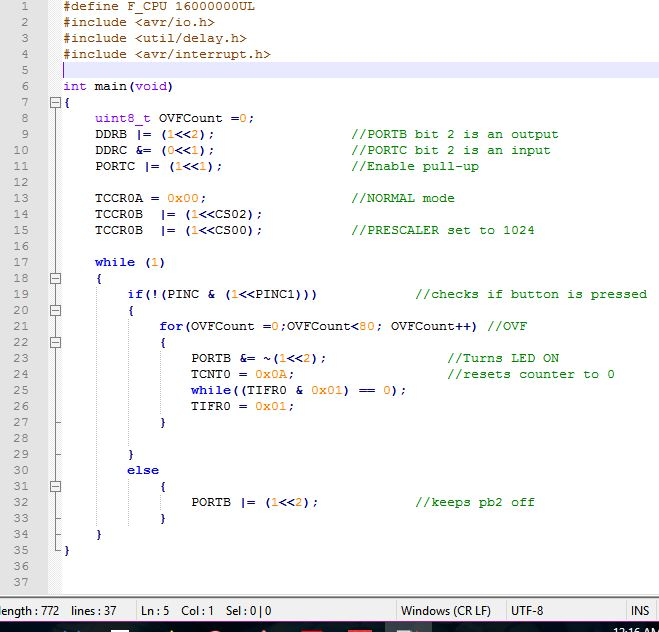 1 #define F_CPU 16000000UL
2 #include <avr/io.h>
3 #include <util/delay.h>
4 #include <avr/interrupt.h>
5
6 int main(void)
7 {
8 uint8_t OVFCount =0;
9 DDRB |= (1<<2); //PORTB bit 2 is an output
10 DDRC &= (0<<1); //PORTC bit 2 is an input
11 PORTC |= (1<<1); //Enable pull-up
12
13 TCCR0A = 0x00; //NORMAL mode
14 TCCR0B |= (1<<CS02);
15 TCCR0B |= (1<<CS00); //PRESCALER set to 1024
16
17 while (1)
18 {
19 if(!(PINC & (1<<PINC1))) //checks if button is pressed
20 {
21 for(OVFCount =0;OVFCount<80; OVFCount++) //OVF
22 {
23 PORTB &= ~(1<<2); //Turns LED ON
24 TCNT0 = 0x0A; //resets counter to 0
25 while((TIFR0 & 0x01) == 0);
26 TIFR0 = 0x01;
27 }
28
29 }
30 else
31 {
32 PORTB |= (1<<2); //keeps pb2 off
33 }
34 }
35 }
36
37
length : 772 lines : 37 Ln : 5 Col : 1 Sel : 0 | 0 Windows (CR LF) UTF-8 INS